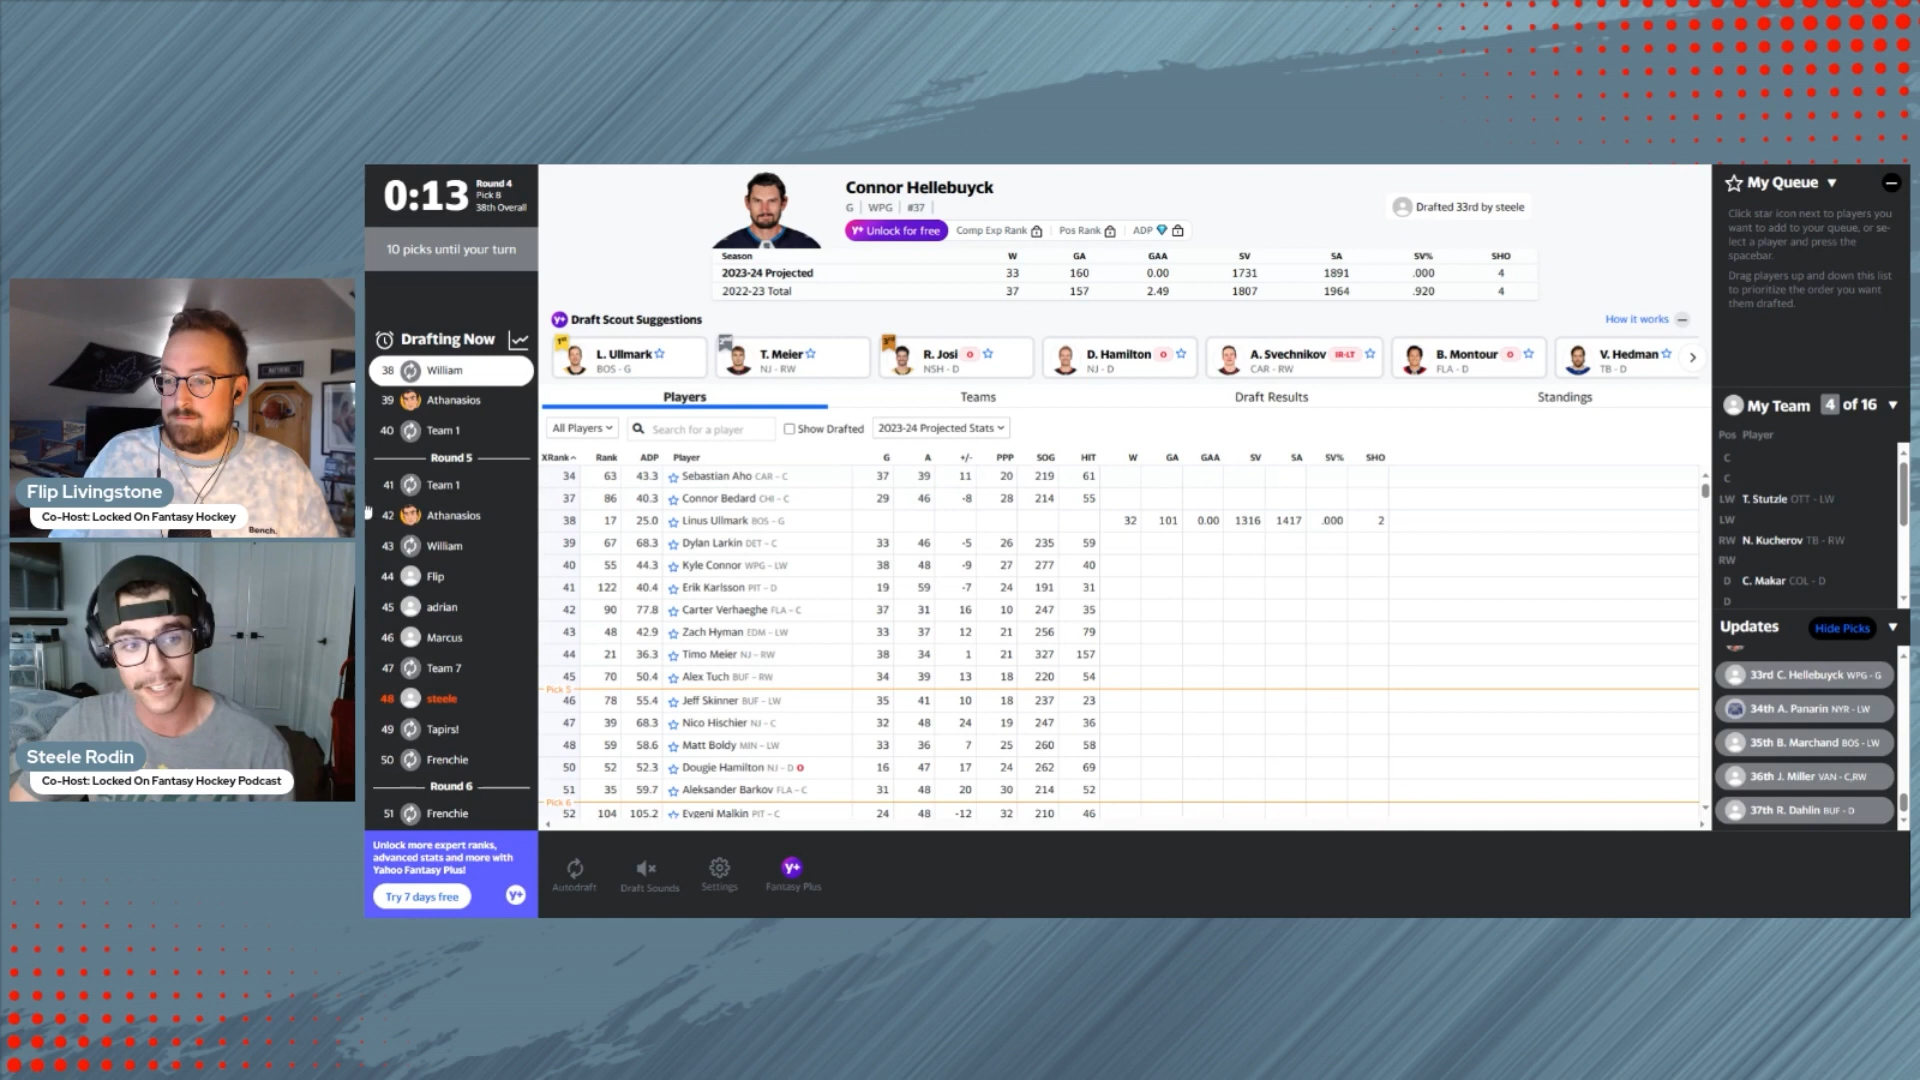 0:13
Round 4
Pick 8
38th Overall
10 picks until your turn
Drafting Now
38 William
39 Athanasios
40 Team 1
Round 5
41 Team 1
42 Athanasios
43 William
44 Flip
45 adrian
46 Marcus
47 Team 7
48 steele
49 Tapirs!
50 Frenchie
Round 6
51 Frenchie
Unlock more expert ranks,
advanced stats and more with
Yahoo Fantasy Plus!
Try 7 days free
y+
Flip Livingstone
Co-Host: Locked On Fantasy Hockey
Bench.
Steele Rodin
Co-Host: Locked On Fantasy Hockey Podcast
Connor Hellebuyck
G | WPG | #37
Y+ Unlock for free Comp Exp Rank Pos Rank ADP
Drafted 33rd by steele
Season W GA GAA SV SA SV% SHO
2023-24 Projected 33 160 0.00 1731 1891 .000 4
2022-23 Total 37 157 2.49 1807 1964 .920 4
Y+ Draft Scout Suggestions
How it works
1st L. Ullmark BOS - G
2nd T. Meier NJ - RW
3rd R. Josi O NSH - D
D. Hamilton O NJ - D
A. Svechnikov IR-LT CAR - RW
B. Montour O FLA - D
V. Hedman TB - D
Players Teams Draft Results Standings
All Players Search for a player Show Drafted 2023-24 Projected Stats
XRank Rank ADP Player G A +/- PPP SOG HIT W GA GAA SV SA SV% SHO
34 63 43.3 Sebastian Aho CAR - C 37 39 11 20 219 61
37 86 40.3 Connor Bedard CHI - C 29 46 -8 28 214 55
38 17 25.0 Linus Ullmark BOS - G 32 101 0.00 1316 1417 .000 2
39 67 68.3 Dylan Larkin DET - C 33 46 -5 26 235 59
40 55 44.3 Kyle Connor WPG - LW 38 48 -9 27 277 40
41 122 40.4 Erik Karlsson PIT - D 19 59 -7 24 191 31
42 90 77.8 Carter Verhaeghe FLA - C 37 31 16 10 247 35
43 48 42.9 Zach Hyman EDM - LW 33 37 12 21 256 79
44 21 36.3 Timo Meier NJ - RW 38 34 1 21 327 157
45 70 50.4 Alex Tuch BUF - RW 34 39 13 18 220 54
Pick 5
46 78 55.4 Jeff Skinner BUF - LW 35 41 10 18 237 23
47 39 68.3 Nico Hischier NJ - C 32 48 24 19 247 36
48 59 58.6 Matt Boldy MIN - LW 33 36 7 25 260 58
50 52 52.3 Dougie Hamilton NJ - D O 16 47 17 24 262 69
51 35 59.7 Aleksander Barkov FLA - C 31 48 20 30 214 52
Pick 6
52 104 105.2 Evgeni Malkin PIT - C 24 48 -12 32 210 46
Autodraft
Draft Sounds
Settings
Y+ Fantasy Plus
My Queue
Click star icon next to players you
want to add to your queue, or se-
lect a player and press the
spacebar.
Drag players up and down this list
to prioritize the order you want
them drafted.
My Team 4 of 16
Pos Player
C
C
LW T. Stutzle OTT - LW
LW
RW N. Kucherov TB - RW
RW
D C. Makar COL - D
D
Updates Hide Picks
33rd C. Hellebuyck WPG - G
34th A. Panarin NYR - LW
35th B. Marchand BOS - LW
36th J. Miller VAN - C,RW
37th R. Dahlin BUF - D